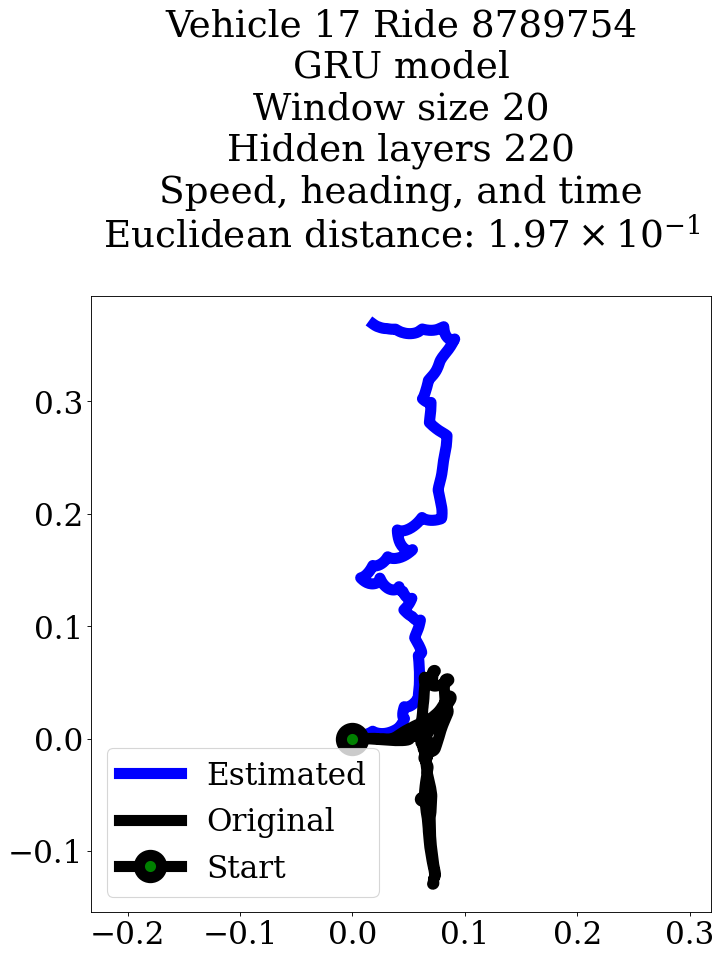 Vehicle 17 Ride 8789754
GRU model
Window size 20
Hidden layers 220
Speed, heading, and time
Euclidean distance: 1.97 × 10⁻¹
0.3
0.2
0.1
0.0
−0.1
Estimated
Original
Start
−0.2 −0.1 0.0 0.1 0.2 0.3